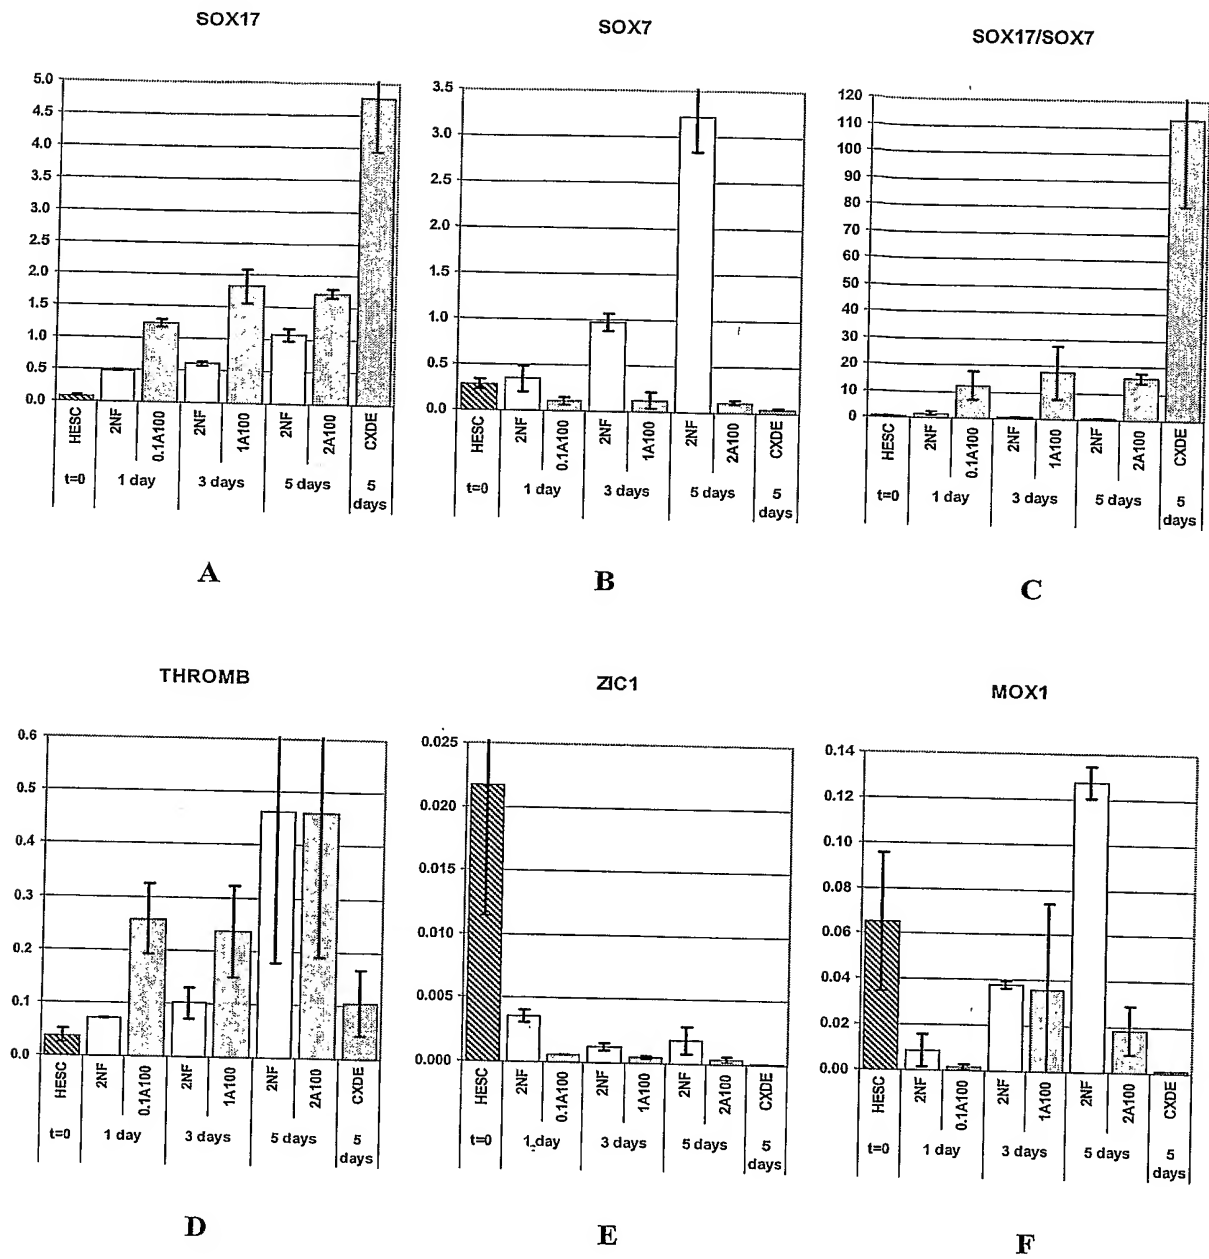 SOX17
SOX7
SOX17/SOX7
5.0
4.5
4.0
3.5
3.0
2.5
2.0
1.5
1.0
0.5
0.0
HESC
2NF
0.1A100
2NF
1A100
2NF
2A100
CXDE
t=0
1 day
3 days
5 days
5
days
A
3.5
3.0
2.5
2.0
1.5
1.0
0.5
0.0
HESC
2NF
0.1A100
2NF
1A100
2NF
2A100
CXDE
t=0
1 day
3 days
5 days
5
days
B
120
110
100
90
80
70
60
50
40
30
20
10
0
HESC
2NF
0.1A100
2NF
1A100
2NF
2A100
CXDE
t=0
1 day
3 days
5 days
5
days
C
THROMB
ZIC1
MOX1
0.6
0.5
0.4
0.3
0.2
0.1
0.0
HESC
2NF
0.1A100
2NF
1A100
2NF
2A100
CXDE
t=0
1 day
3 days
5 days
5
days
D
0.025
0.020
0.015
0.010
0.005
0.000
HESC
2NF
0.1A100
2NF
1A100
2NF
2A100
CXDE
t=0
1 day
3 days
5 days
5
days
E
0.14
0.12
0.10
0.08
0.06
0.04
0.02
0.00
HESC
2NF
0.1A100
2NF
1A100
2NF
2A100
CXDE
t=0
1 day
3 days
5 days
5
days
F